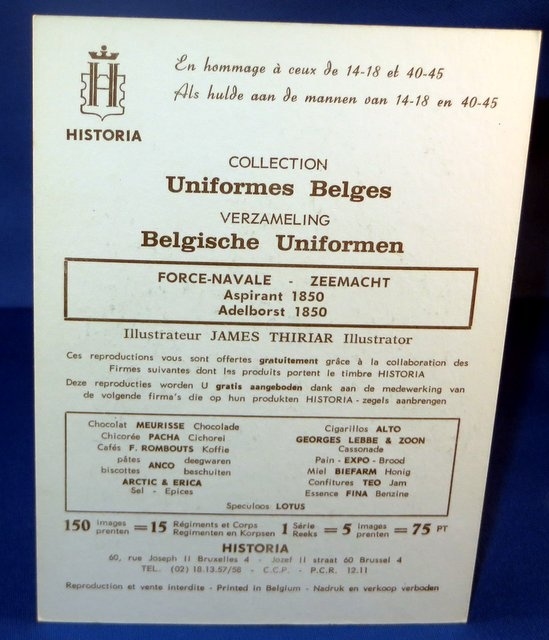 En hommage à ceux de 14-18 et 40-45
Als hulde aan de mannen van 14-18 en 40-45
H
HISTORIA
COLLECTION
Uniformes Belges
VERZAMELING
Belgische Uniformen
FORCE-NAVALE - ZEEMACHT
Aspirant 1850
Adelborst 1850
Illustrateur JAMES THIRIAR Illustrator
Ces reproductions vous sont offertes gratuitement grâce à la collaboration des
Firmes suivantes dont les produits portent le timbre HISTORIA
Deze reproducties worden U gratis aangeboden dank aan de medewerking van
de volgende firma's die op hun produkten HISTORIA - zegels aanbrengen
Chocolat MEURISSE Chocolade
Chicorée PACHA Cichorei
Cafés F. ROMBOUTS Koffie
pâtes ANCO deegwaren
biscottes beschuiten
ARCTIC & ERICA
Sel - Epices
Cigarillos ALTO
GEORGES LEBBE & ZOON
Cassonade
Pain - EXPO - Brood
Miel BIEFARM Honig
Confitures TEO Jam
Essence FINA Benzine
Speculoos LOTUS
150 images prenten = 15 Régiments et Corps Regimenten en Korpsen 1 Série Reeks = 5 images prenten = 75 PT
HISTORIA
60, rue Joseph II Bruxelles 4 - Jozef II straat 60 Brussel 4
TEL. (02) 18.13.57/58 - C.C.P. - P.C.R. 12.11
Reproduction et vente interdite - Printed in Belgium - Nadruk en verkoop verboden